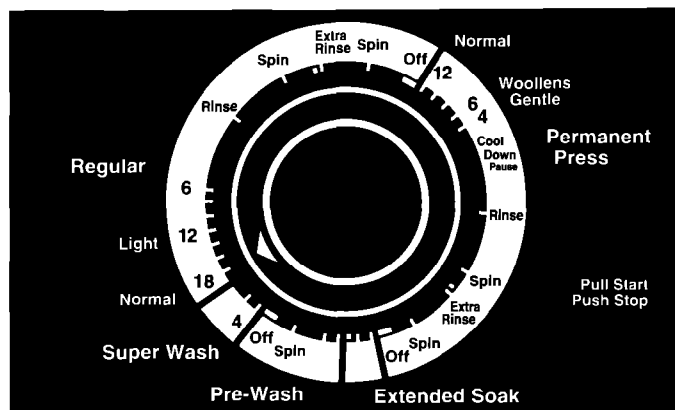 Extra
Rinse
Spin
Spin
Off
Normal
12
Woollens
Gentle
6
4
Rinse
Cool
Down
Pause
Permanent
Press
Regular
6
Rinse
Light
12
18
Normal
Spin
Extra
Rinse
Pull Start
Push Stop
4
Off
Spin
Off
Spin
Super Wash
Pre-Wash
Extended Soak